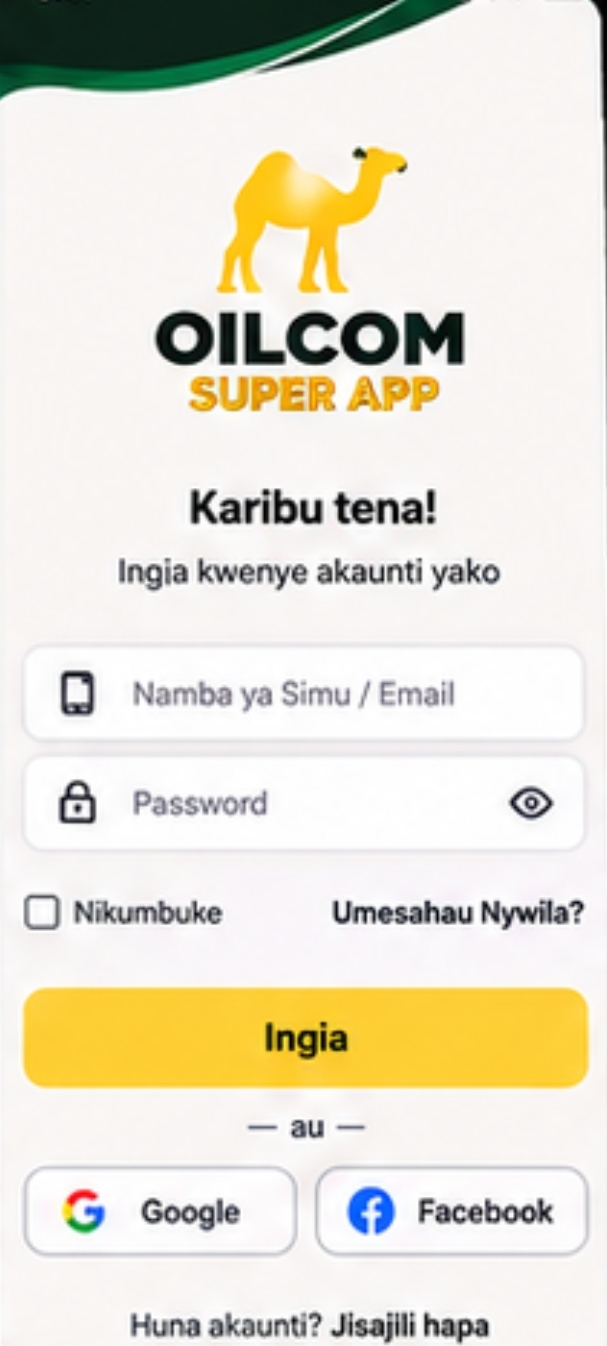 OILCOM
SUPER APP
Karibu tena!
Ingia kwenye akaunti yako
Namba ya Simu / Email
Password
Nikumbuke
Umesahau Nywila?
Ingia
— au —
Google
Facebook
Huna akaunti? Jisajili hapa